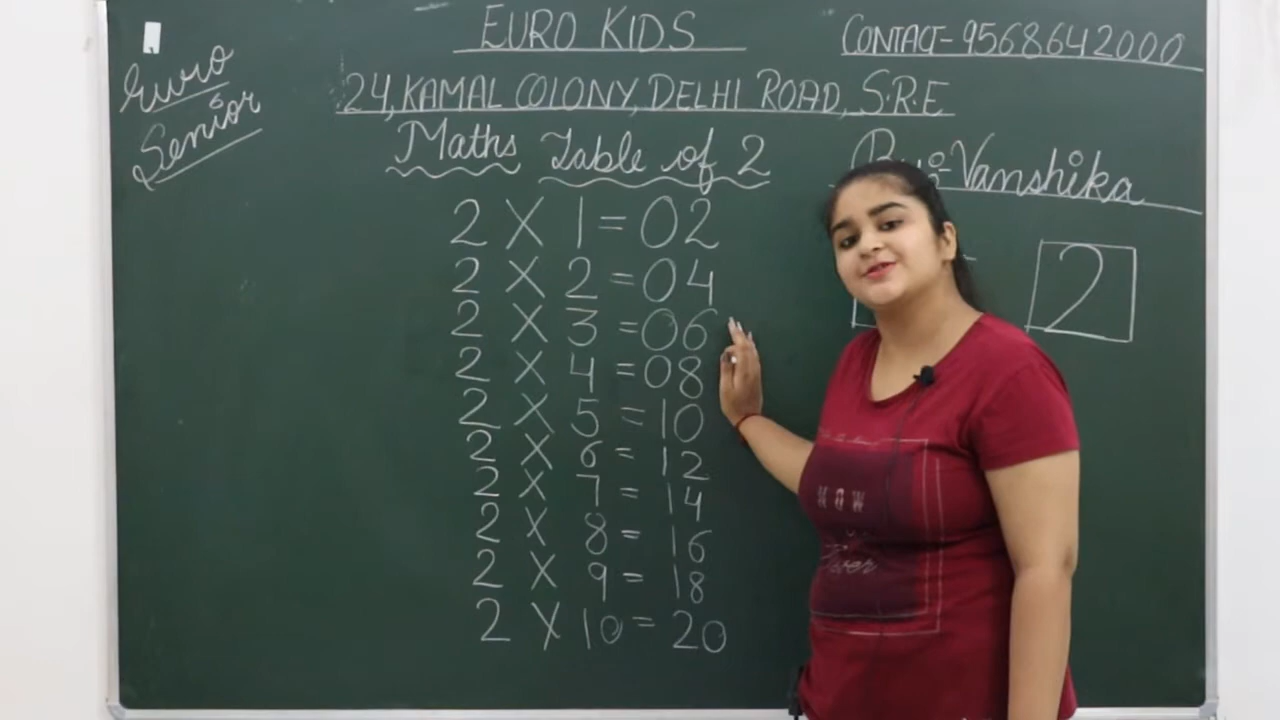 EURO KIDS
CONTACT- 9568642000
Euro
Senior
24, KAMAL COLONY, DELHI ROAD, S.R.E
Maths Table of 2
Vanshika
2 X 1 = 02
2 X 2 = 04
2 X 3 = 06
2 X 4 = 08
2 X 5 = 10
2 X 6 = 12
2 X 7 = 14
2 X 8 = 16
2 X 9 = 18
2 X 10 = 20
2